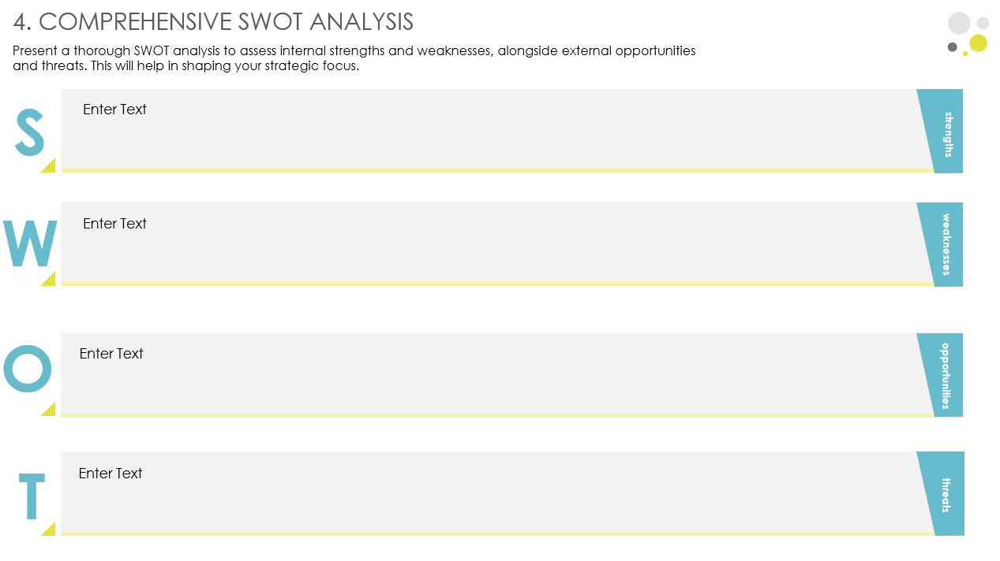 4. COMPREHENSIVE SWOT ANALYSIS
Present a thorough SWOT analysis to assess internal strengths and weaknesses, alongside external opportunities
and threats. This will help in shaping your strategic focus.
S
Enter Text
strengths
W
Enter Text
weaknesses
O
Enter Text
opportunities
T
Enter Text
threats